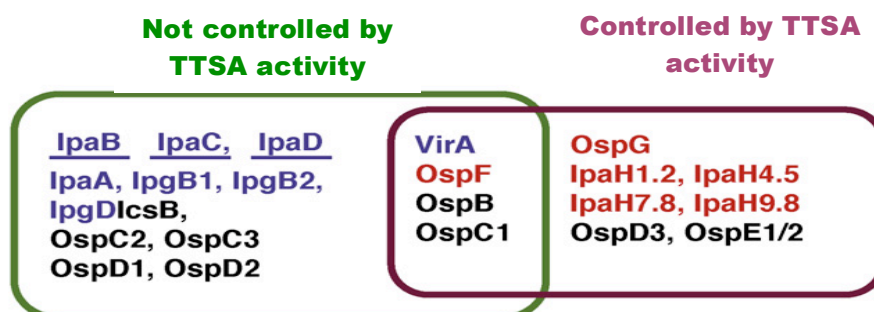 Not controlled by
TTSA activity
Controlled by TTSA
activity
IpaB IpaC, IpaD
IpaA, IpgB1, IpgB2,
IpgDIcsB,
OspC2, OspC3
OspD1, OspD2
VirA
OspF
OspB
OspC1
OspG
IpaH1.2, IpaH4.5
IpaH7.8, IpaH9.8
OspD3, OspE1/2